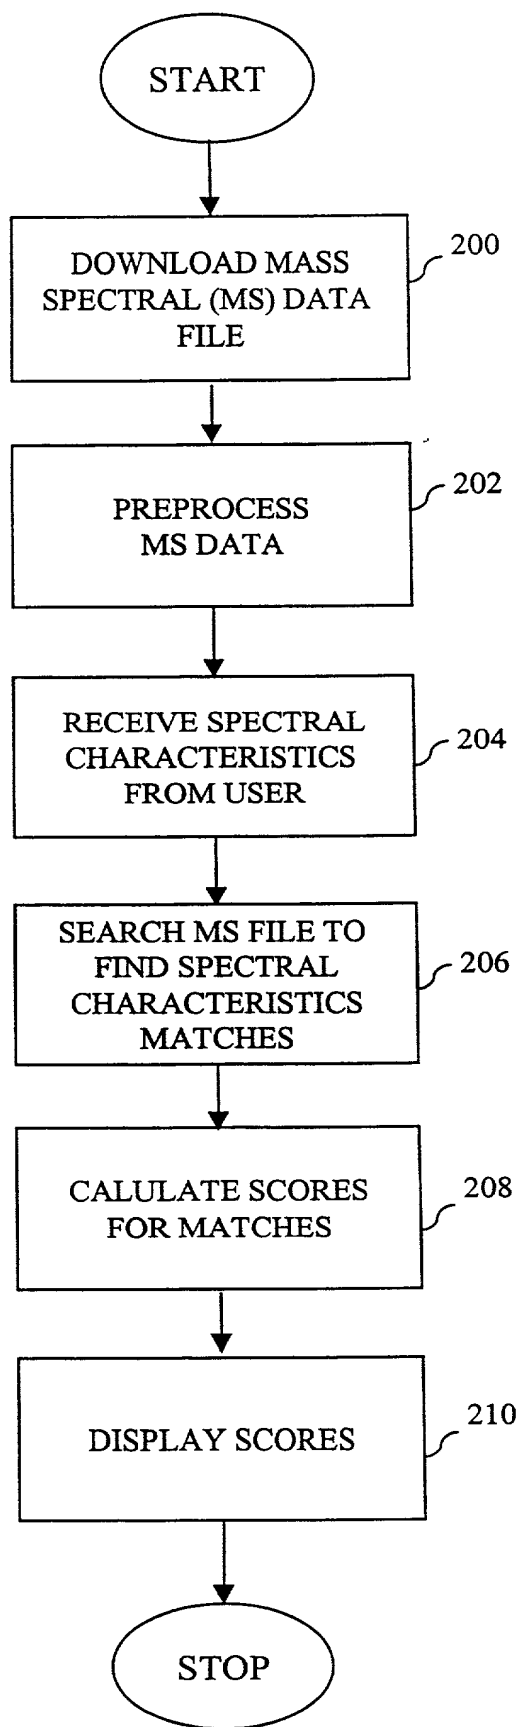 START
DOWNLOAD MASS
SPECTRAL (MS) DATA
FILE
200
PREPROCESS
MS DATA
202
RECEIVE SPECTRAL
CHARACTERISTICS
FROM USER
204
SEARCH MS FILE TO
FIND SPECTRAL
CHARACTERISTICS
MATCHES
206
CALULATE SCORES
FOR MATCHES
208
DISPLAY SCORES
210
STOP